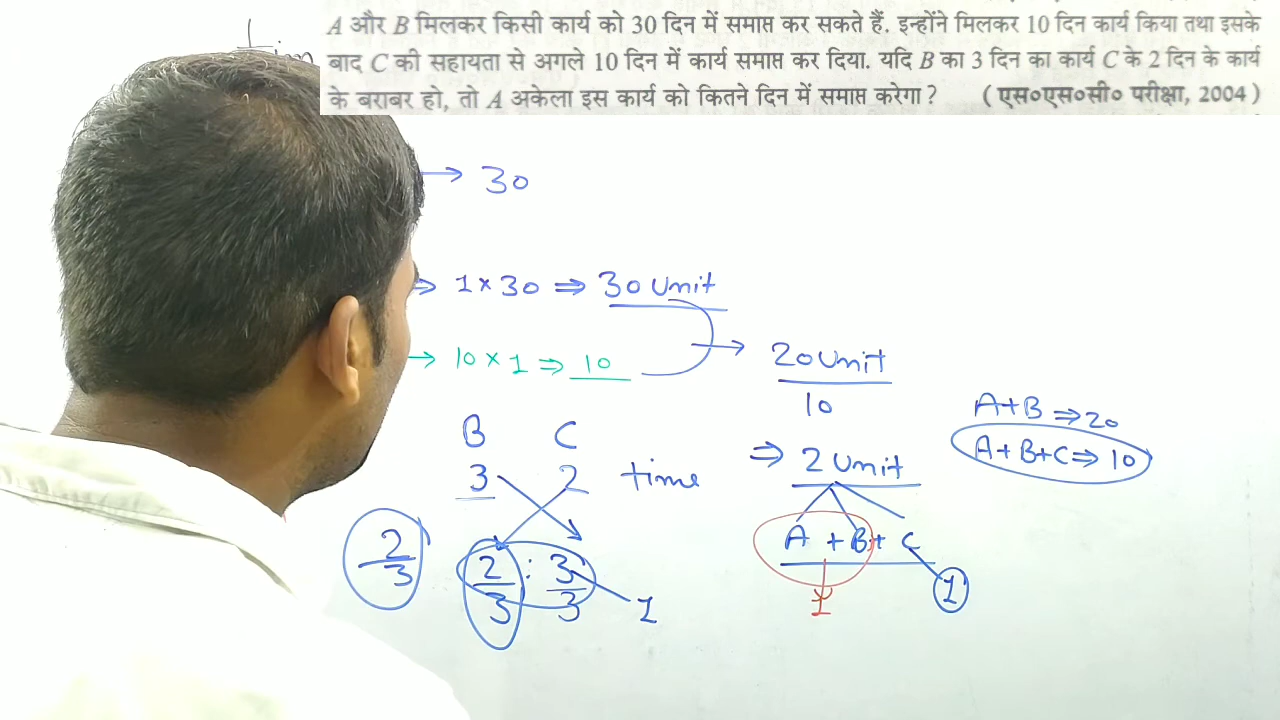 A और B मिलकर किसी कार्य को 30 दिन में समाप्त कर सकते हैं. इन्होंने मिलकर 10 दिन कार्य किया तथा इसके
बाद C की सहायता से अगले 10 दिन में कार्य समाप्त कर दिया. यदि B का 3 दिन का कार्य C के 2 दिन के कार्य
के बराबर हो, तो A अकेला इस कार्य को कितने दिन में समाप्त करेगा ? ( एस०एस०सी० परीक्षा, 2004 )
→ 30
⇒ 1 × 30 ⇒ 30 Unit
→ 10 × 1 ⇒ 10
→ 20 Unit
10
A+B ⇒ 20
A+B+C ⇒ 10
B C
3 2 time
⇒ 2 Unit
A + B + C
2/3
2/3 : 3/3
1
1
1